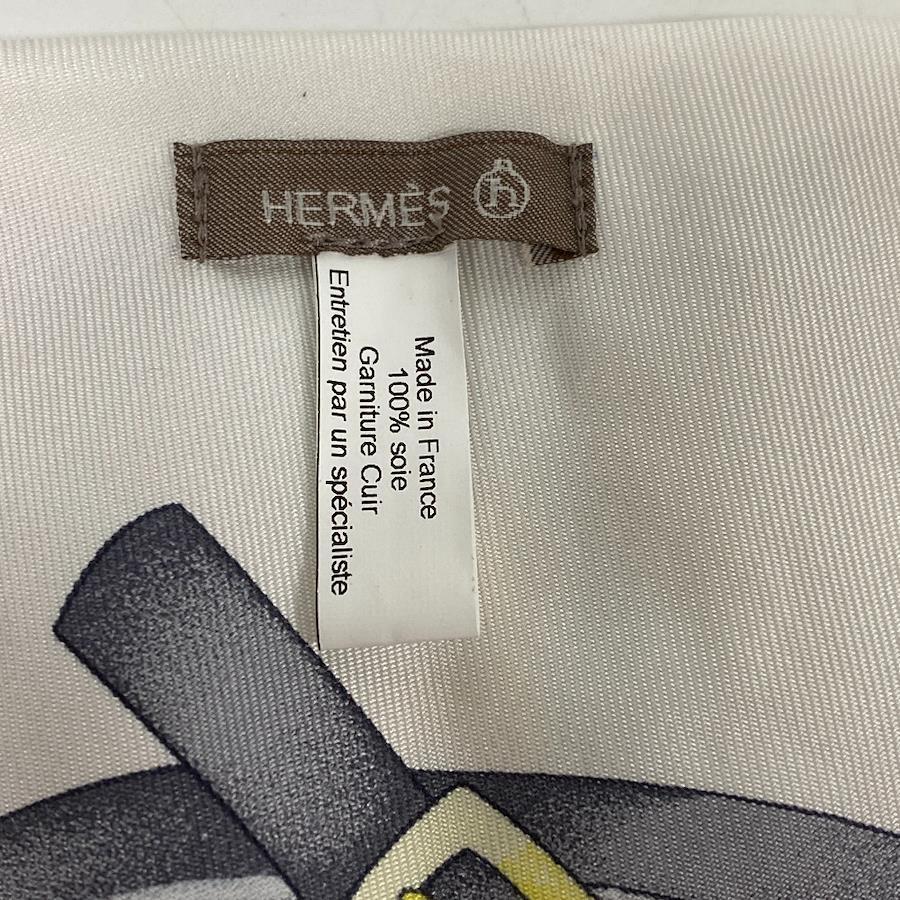 HERMÈS h
Made in France
100% soie
Garniture Cuir
Entretien par un spécialiste